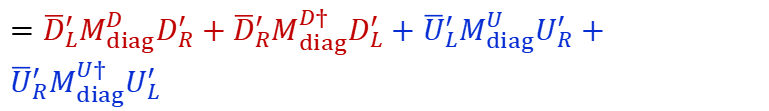 = D̅′_L M^D_diag D′_R + D̅′_R M^{D†}_diag D′_L + U̅′_L M^U_diag U′_R +
U̅′_R M^{U†}_diag U′_L